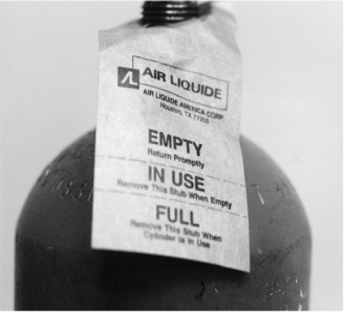 AIR LIQUIDE
AIR LIQUIDE AMERICA CORP.
Houston, TX 77253
EMPTY
Return Promptly
IN USE
Remove This Stub When Empty
FULL
Remove This Stub When
Cylinder is in Use